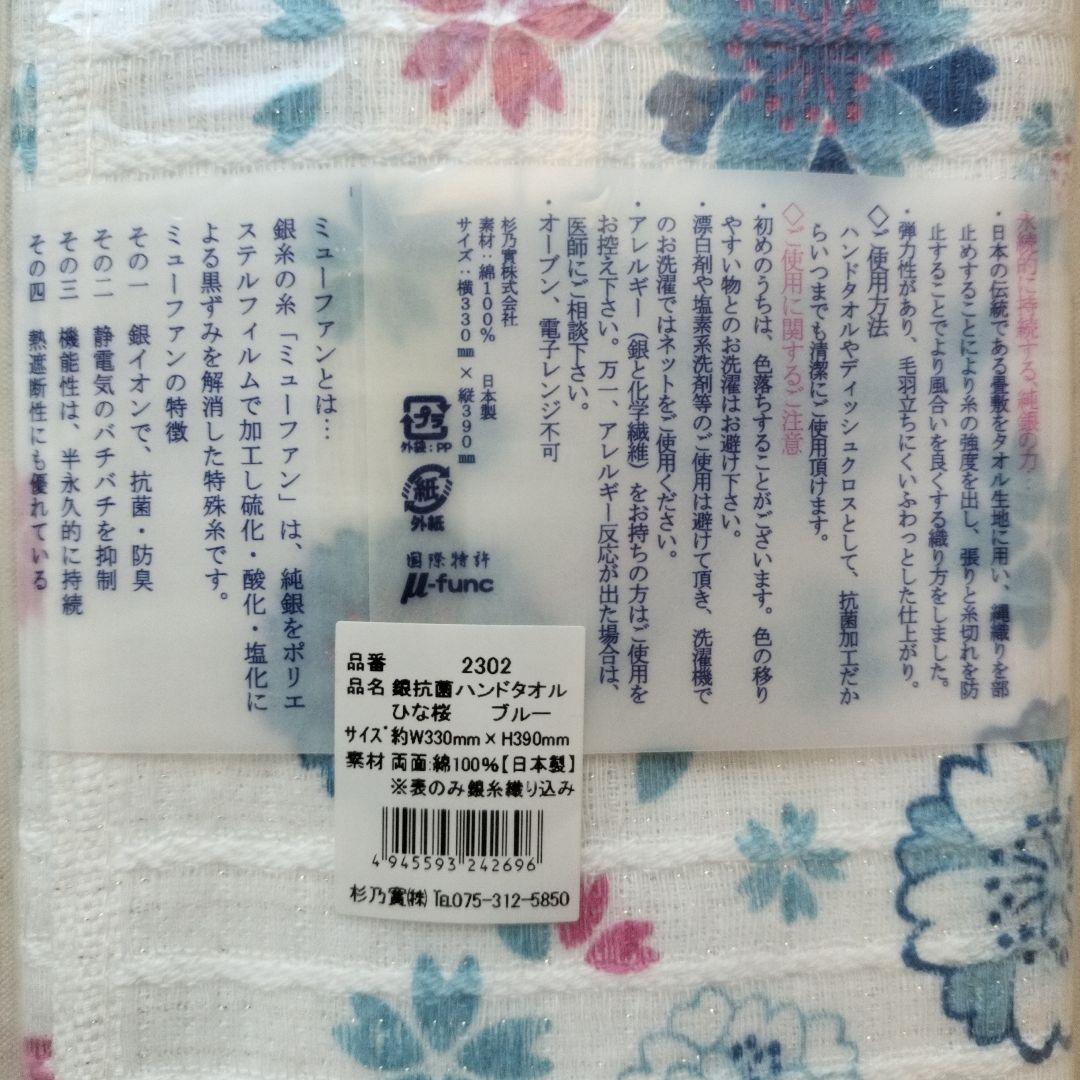 永続的に持続する、純銀の力…
・日本の伝統である畳敷をタオル生地に用い、縄織りを部
止めすることにより糸の強度を出し、張りと糸切れを防
止することでより風合いを良くする織り方をしました。
・弾力性があり、毛羽立ちにくいふわっとした仕上がり。
◇ご使用方法
ハンドタオルやディッシュクロスとして、抗菌加工だか
らいつまでも清潔にご使用頂けます。
◇ご使用に関するご注意
・初めのうちは、色落ちすることがございます。色の移り
やすい物とのお洗濯はお避け下さい。
・漂白剤や塩素系洗剤等のご使用は避けて頂き、洗濯機で
のお洗濯ではネットをご使用ください。
・アレルギー（銀と化学繊維）をお持ちの方はご使用を
お控え下さい。万一、アレルギー反応が出た場合は、
医師にご相談下さい。
・オーブン、電子レンジ不可
杉乃實株式会社
素材：綿100％　日本製
サイズ：横330㎜×縦390㎜
プラ
外袋：PP
紙
外紙
国際特許
μ-func
ミューファンとは…
銀糸の糸「ミューファン」は、純銀をポリエ
ステルフィルムで加工し硫化・酸化・塩化に
よる黒ずみを解消した特殊糸です。
ミューファンの特徴
その一　銀イオンで、抗菌・防臭
その二　静電気のバチバチを抑制
その三　機能性は、半永久的に持続
その四　熱遮断性にも優れている
品番　2302
品名 銀抗菌ハンドタオル
ひな桜　ブルー
サイズ 約W330mm×H390mm
素材 両面:綿100%【日本製】
※表のみ銀糸織り込み
4 945593 242696
杉乃實㈱ TEL075-312-5850